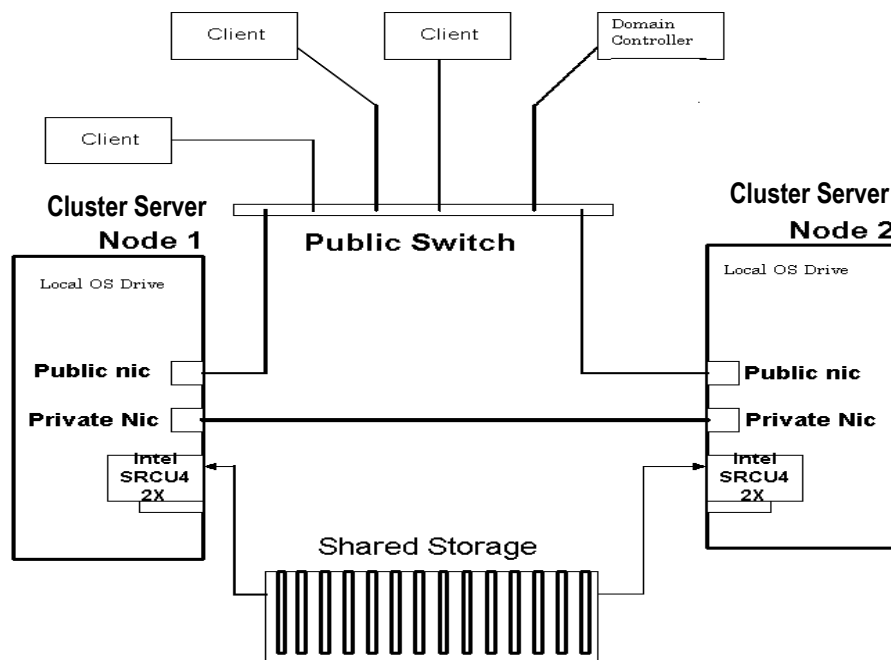 Client
Client
Domain
Controller
Client
Cluster Server
Node 1
Public Switch
Cluster Server
Node 2
Local OS Drive
Local OS Drive
Public nic
Public nic
Private Nic
Private Nic
Intel
SRCU4
2X
Intel
SRCU4
2X
Shared Storage